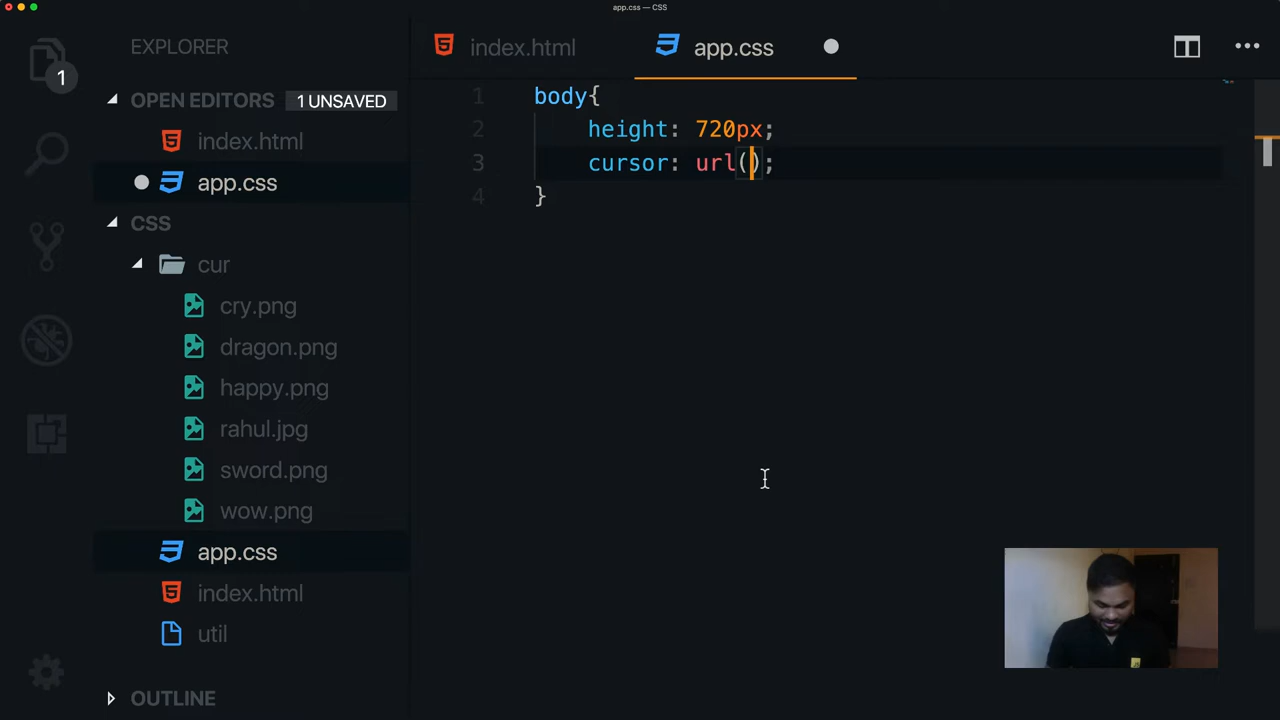 app.css — CSS
EXPLORER
1
OPEN EDITORS 1 UNSAVED
index.html
app.css
CSS
cur
cry.png
dragon.png
happy.png
rahul.jpg
sword.png
wow.png
app.css
index.html
util
OUTLINE
index.html
app.css
1 body{
2 height: 720px;
3 cursor: url();
4 }